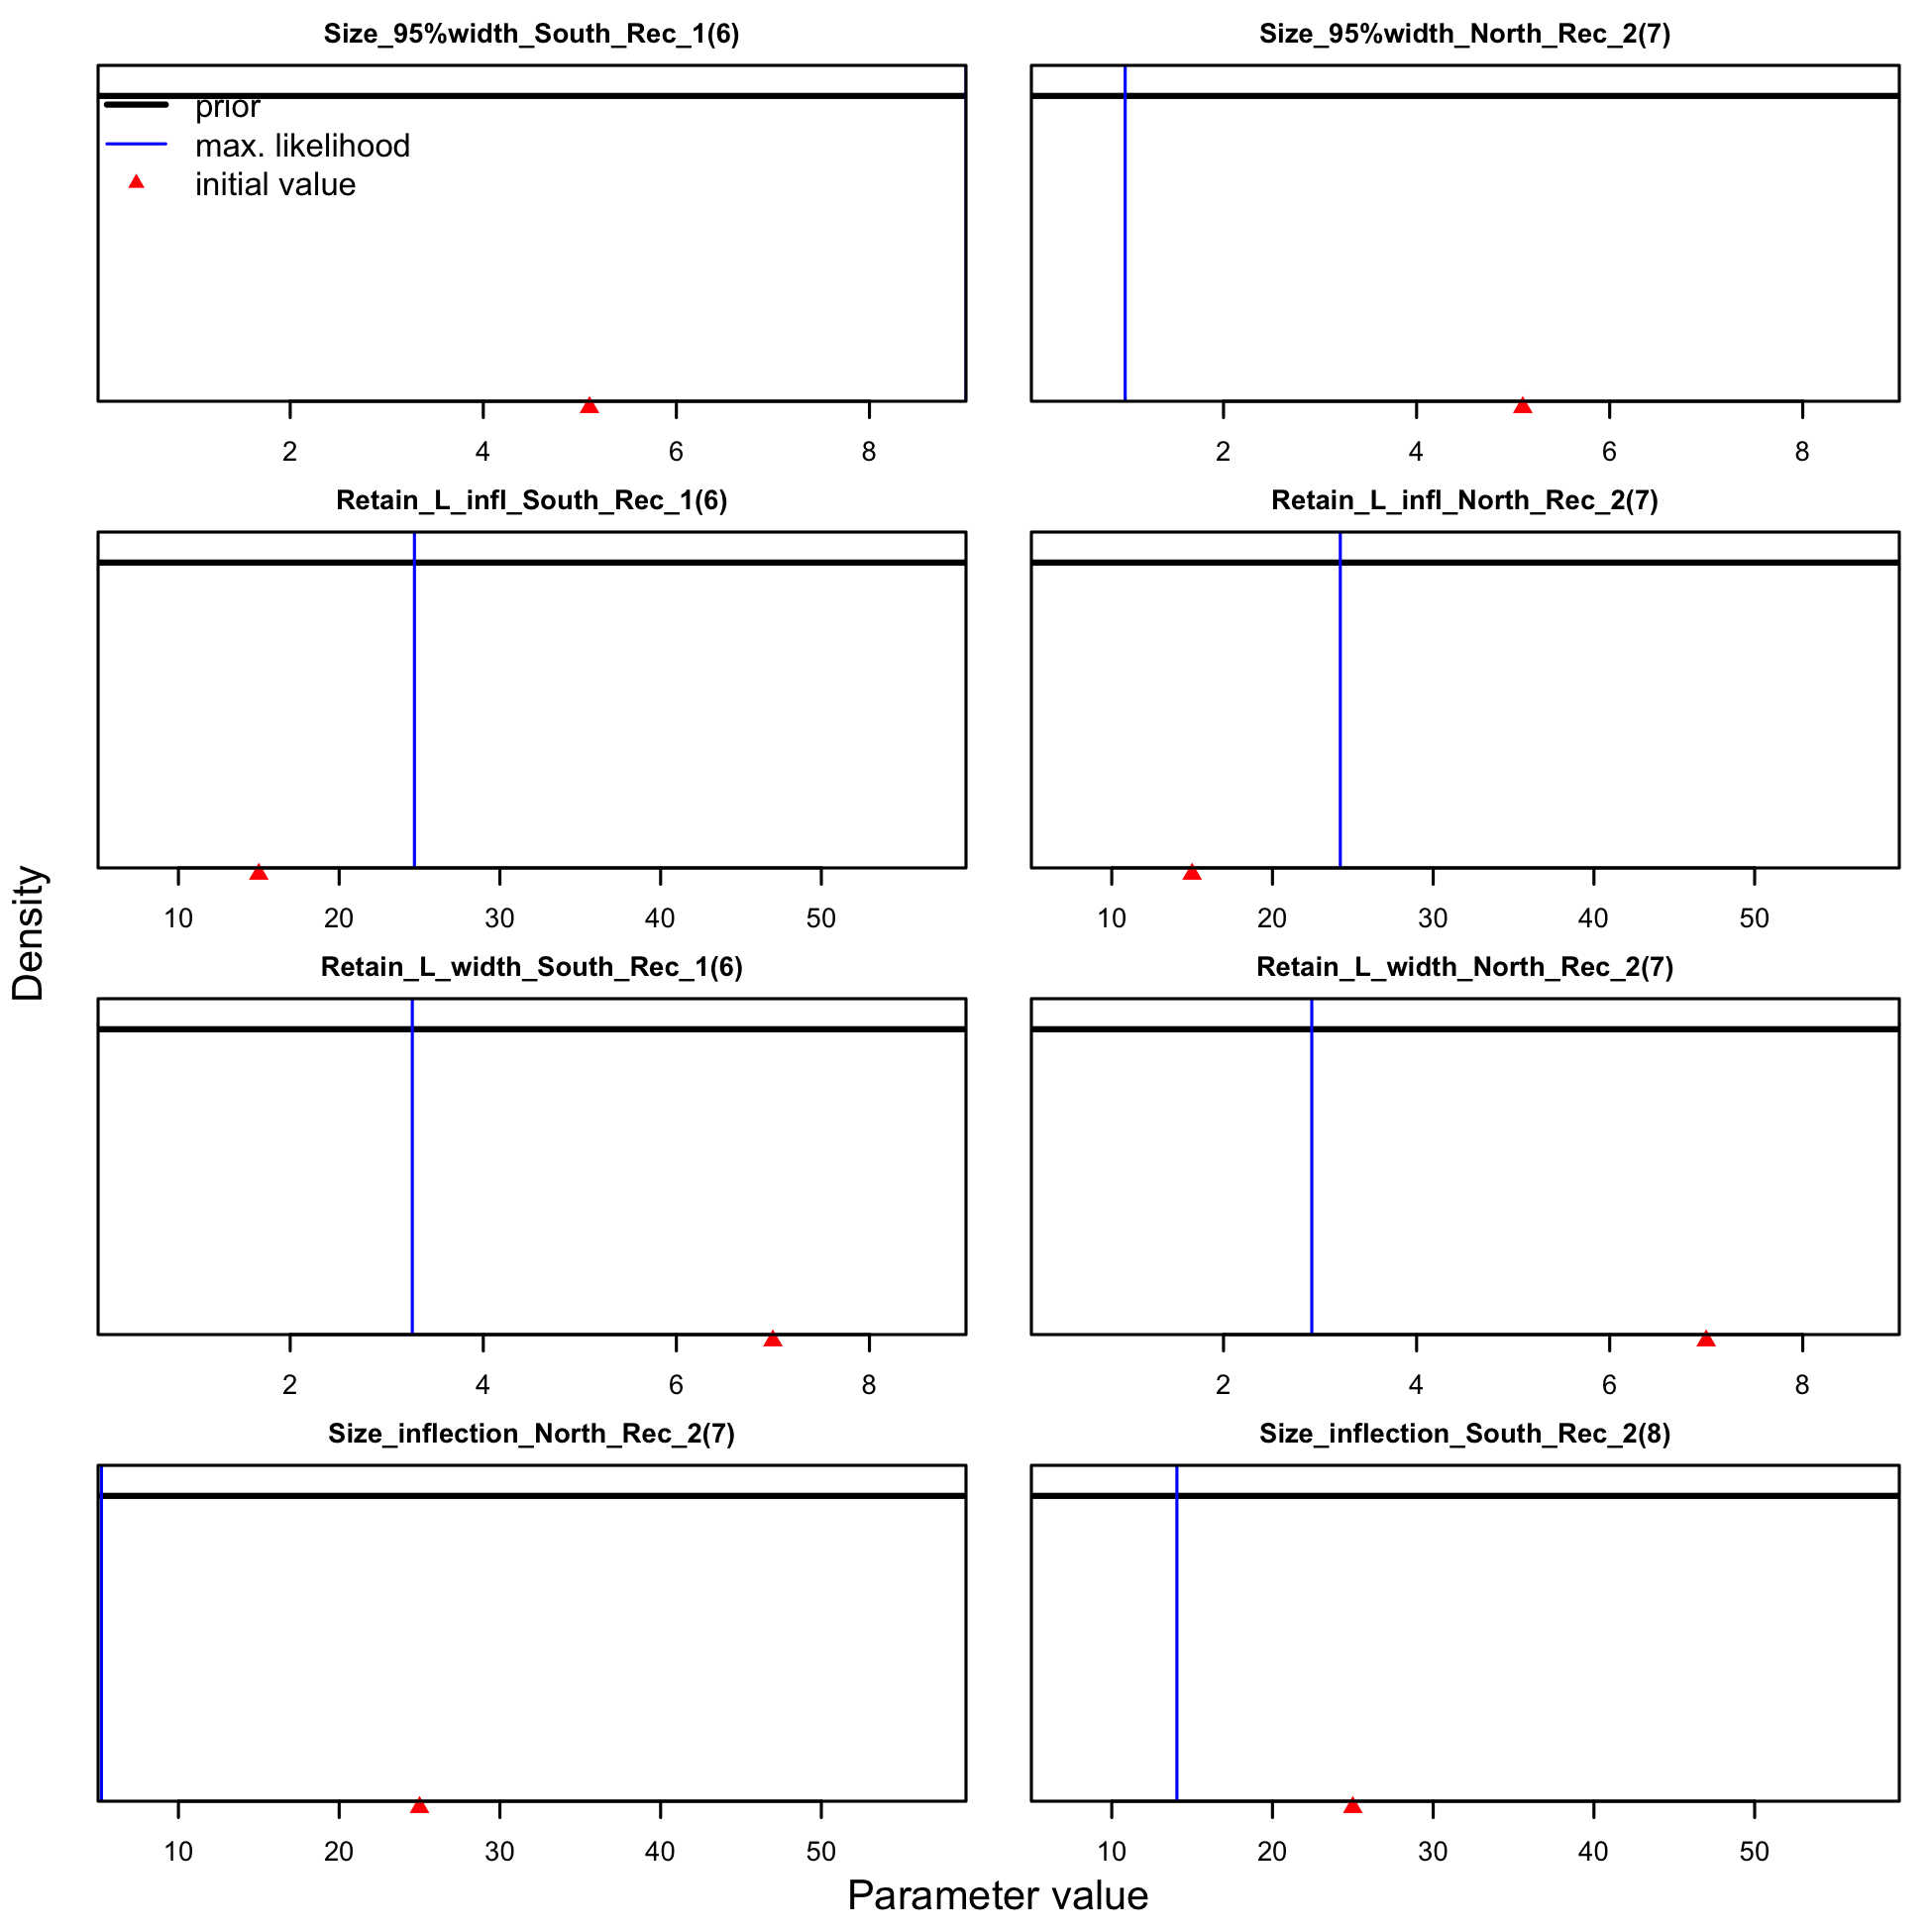 Size_95%width_South_Rec_1(6)
prior
max. likelihood
initial value
2 4 6 8
Size_95%width_North_Rec_2(7)
2 4 6 8
Retain_L_infl_South_Rec_1(6)
10 20 30 40 50
Retain_L_infl_North_Rec_2(7)
10 20 30 40 50
Retain_L_width_South_Rec_1(6)
2 4 6 8
Retain_L_width_North_Rec_2(7)
2 4 6 8
Size_inflection_North_Rec_2(7)
10 20 30 40 50
Size_inflection_South_Rec_2(8)
10 20 30 40 50
Density
Parameter value